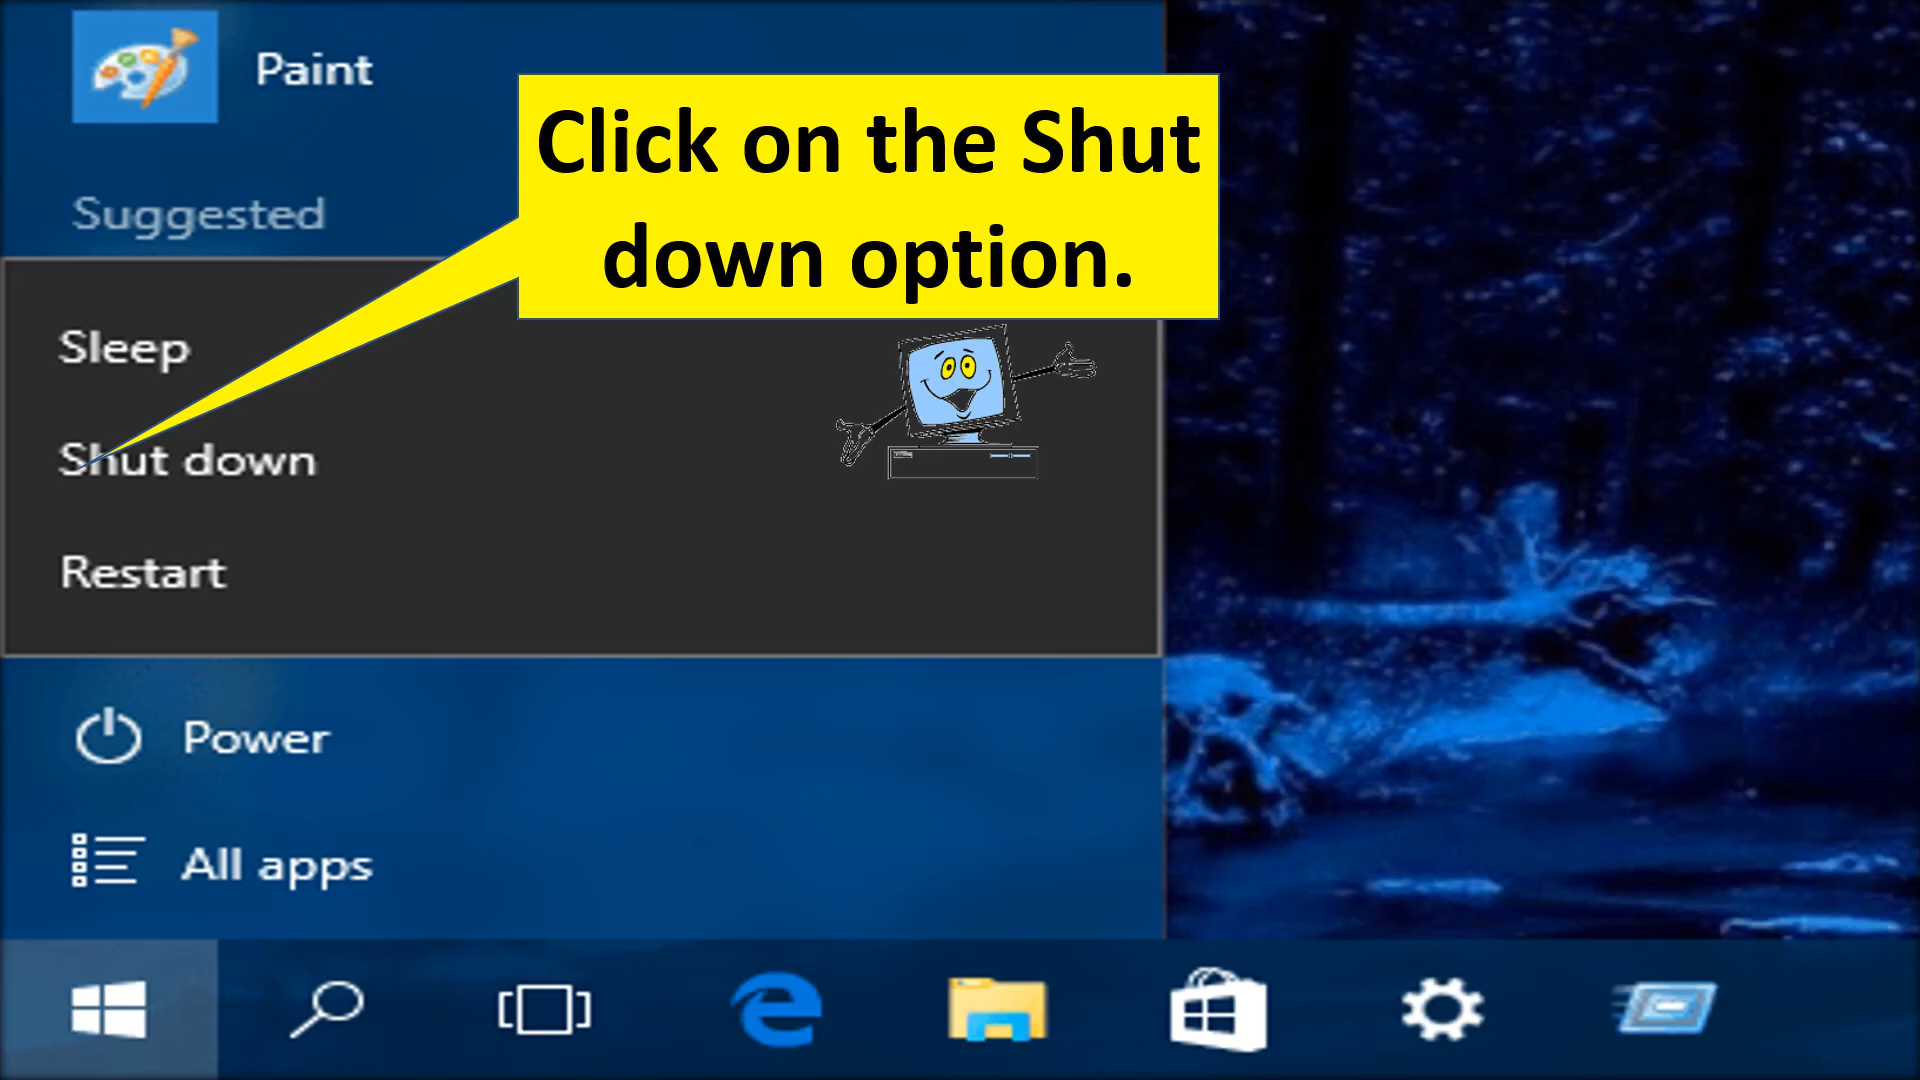 Paint
Click on the Shut
down option.
Suggested
Sleep
Shut down
Restart
Power
All apps